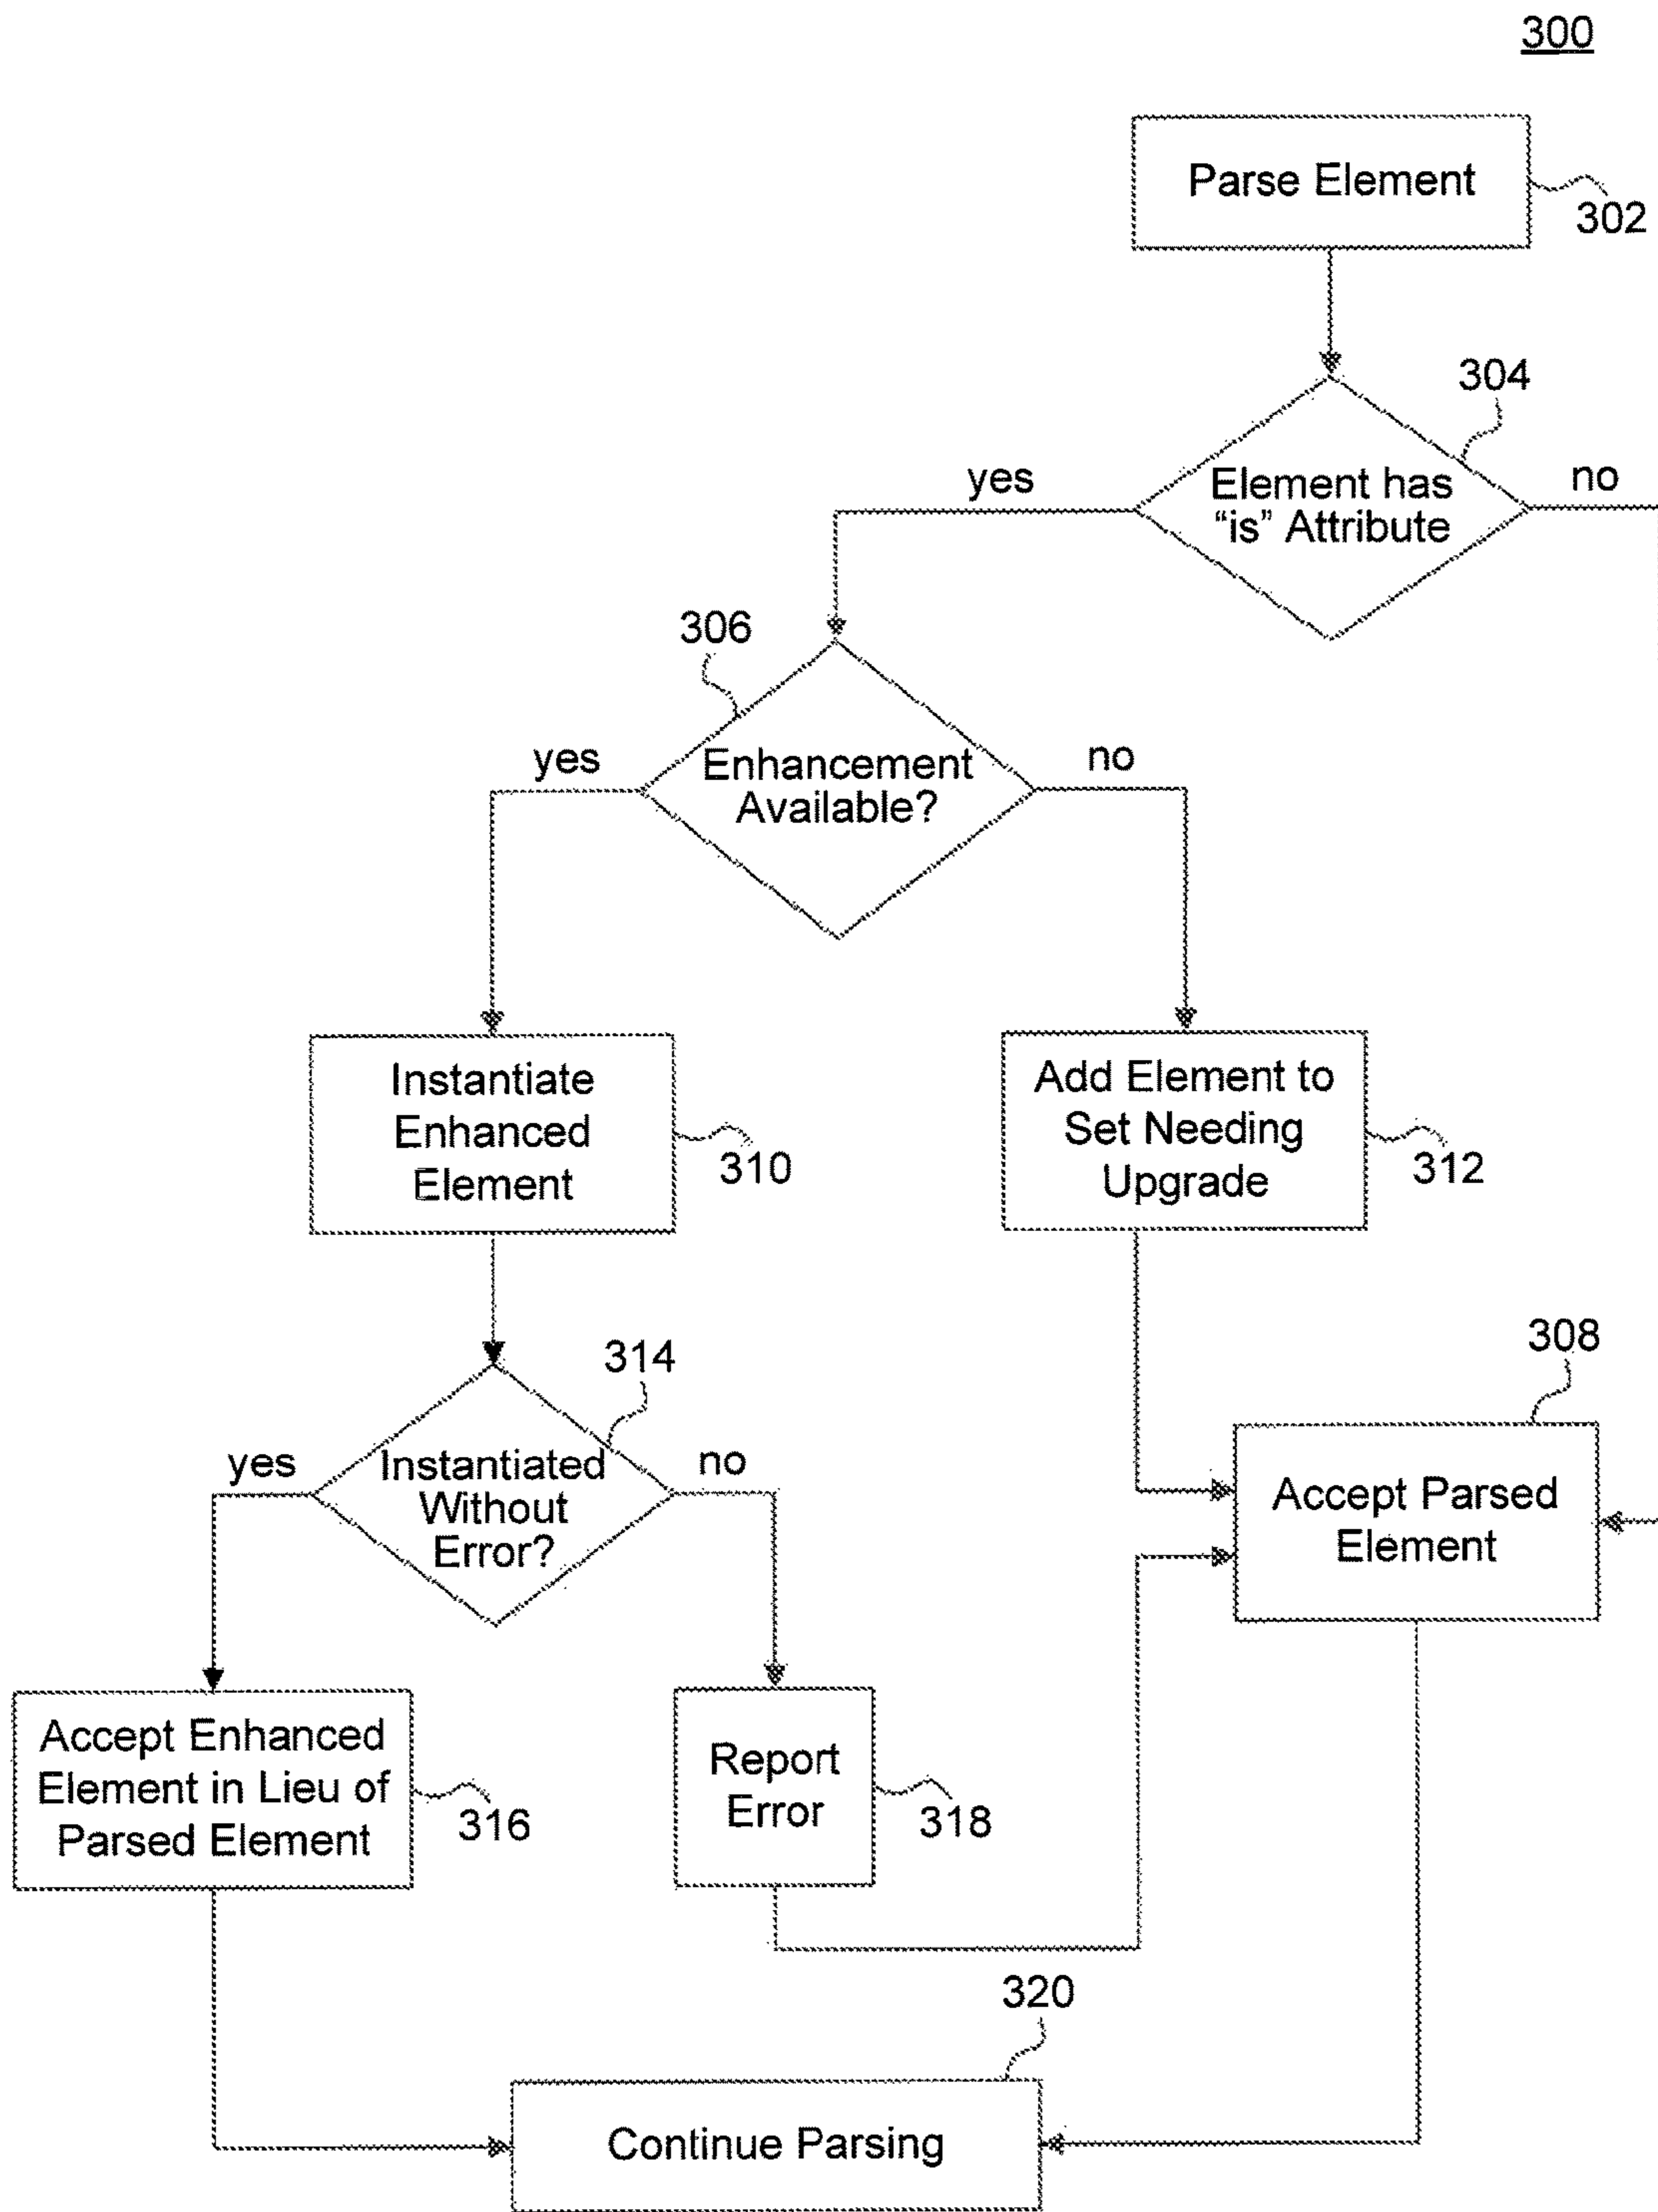 300
Parse Element
302
304
Element has
“is” Attribute
yes
no
306
Enhancement
Available?
yes
no
Instantiate
Enhanced
Element
310
Add Element to
Set Needing
Upgrade
312
314
Instantiated
Without
Error?
yes
no
308
Accept Parsed
Element
Accept Enhanced
Element in Lieu of
Parsed Element
316
Report
Error
318
320
Continue Parsing